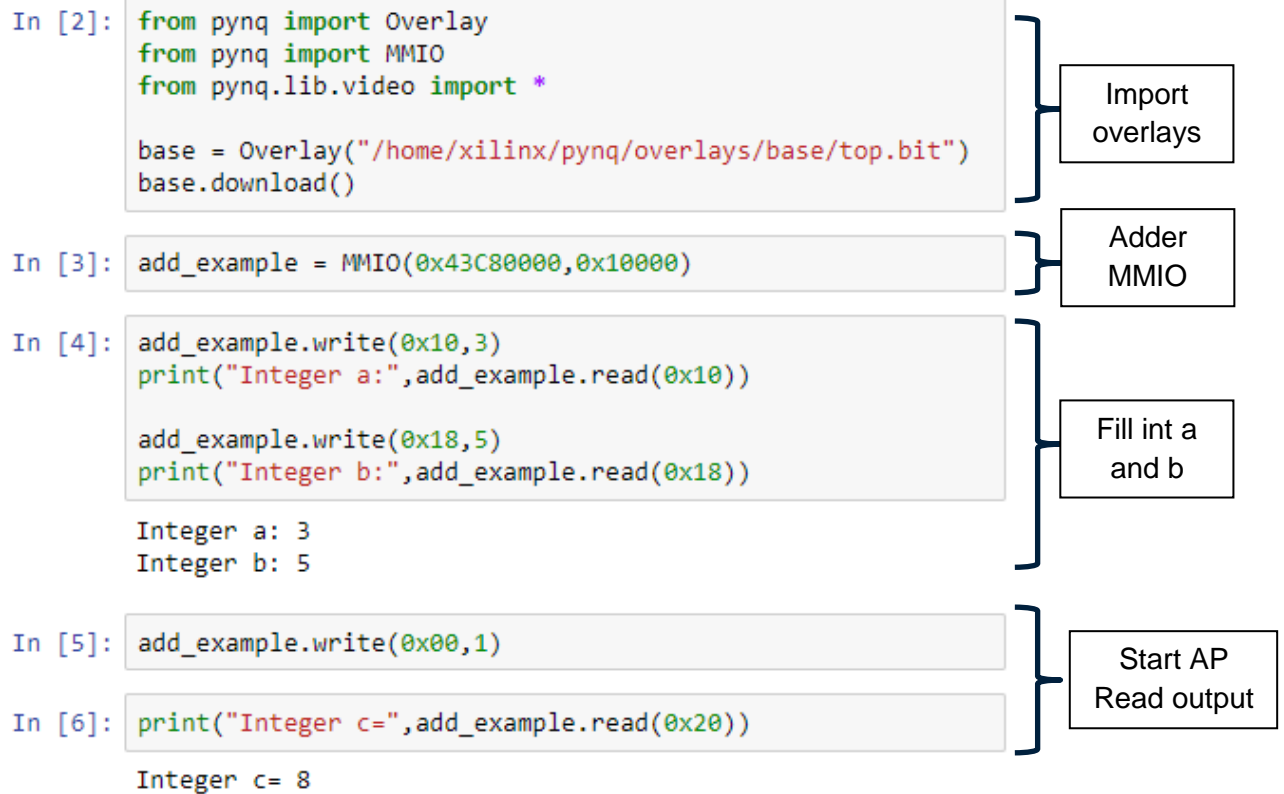 In [2]: from pynq import Overlay
from pynq import MMIO
from pynq.lib.video import *
base = Overlay("/home/xilinx/pynq/overlays/base/top.bit")
base.download()
Import
overlays
In [3]: add_example = MMIO(0x43C80000,0x10000)
Adder
MMIO
In [4]: add_example.write(0x10,3)
print("Integer a:",add_example.read(0x10))
add_example.write(0x18,5)
print("Integer b:",add_example.read(0x18))
Integer a: 3
Integer b: 5
Fill int a
and b
In [5]: add_example.write(0x00,1)
In [6]: print("Integer c=",add_example.read(0x20))
Integer c= 8
Start AP
Read output